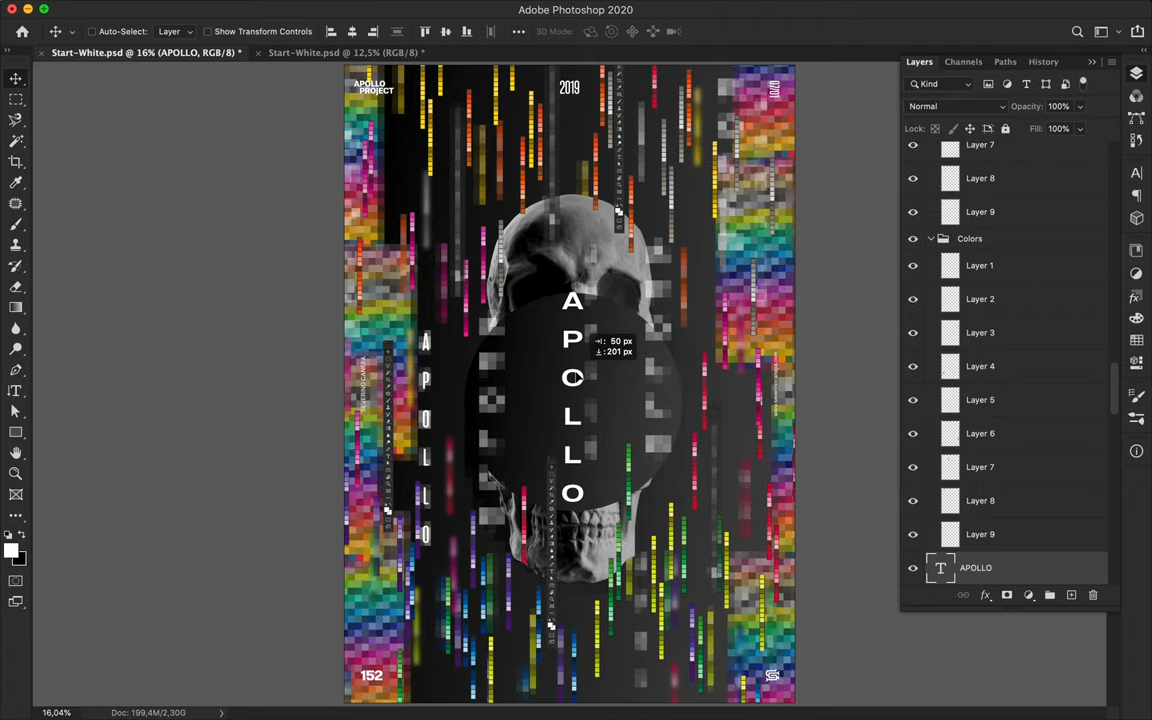 Adobe Photoshop 2020
Auto-Select: Layer Show Transform Controls 3D Mode:
Start-White.psd @ 16% (APOLLO, RGB/8) * Start-White.psd @ 12,5% (RGB/8) *
Layers Channels Paths History
Kind
Normal Opacity: 100%
Lock: Fill: 100%
Layer 7
Layer 8
Layer 9
Colors
Layer 1
Layer 2
Layer 3
Layer 4
Layer 5
Layer 6
Layer 7
Layer 8
Layer 9
APOLLO
APOLLO
PROJECT
2019
A
P
O
L
L
O
A
P
O
L
L
O
: 50 px
: 201 px
152
16,04% Doc: 199,4M/2,30G